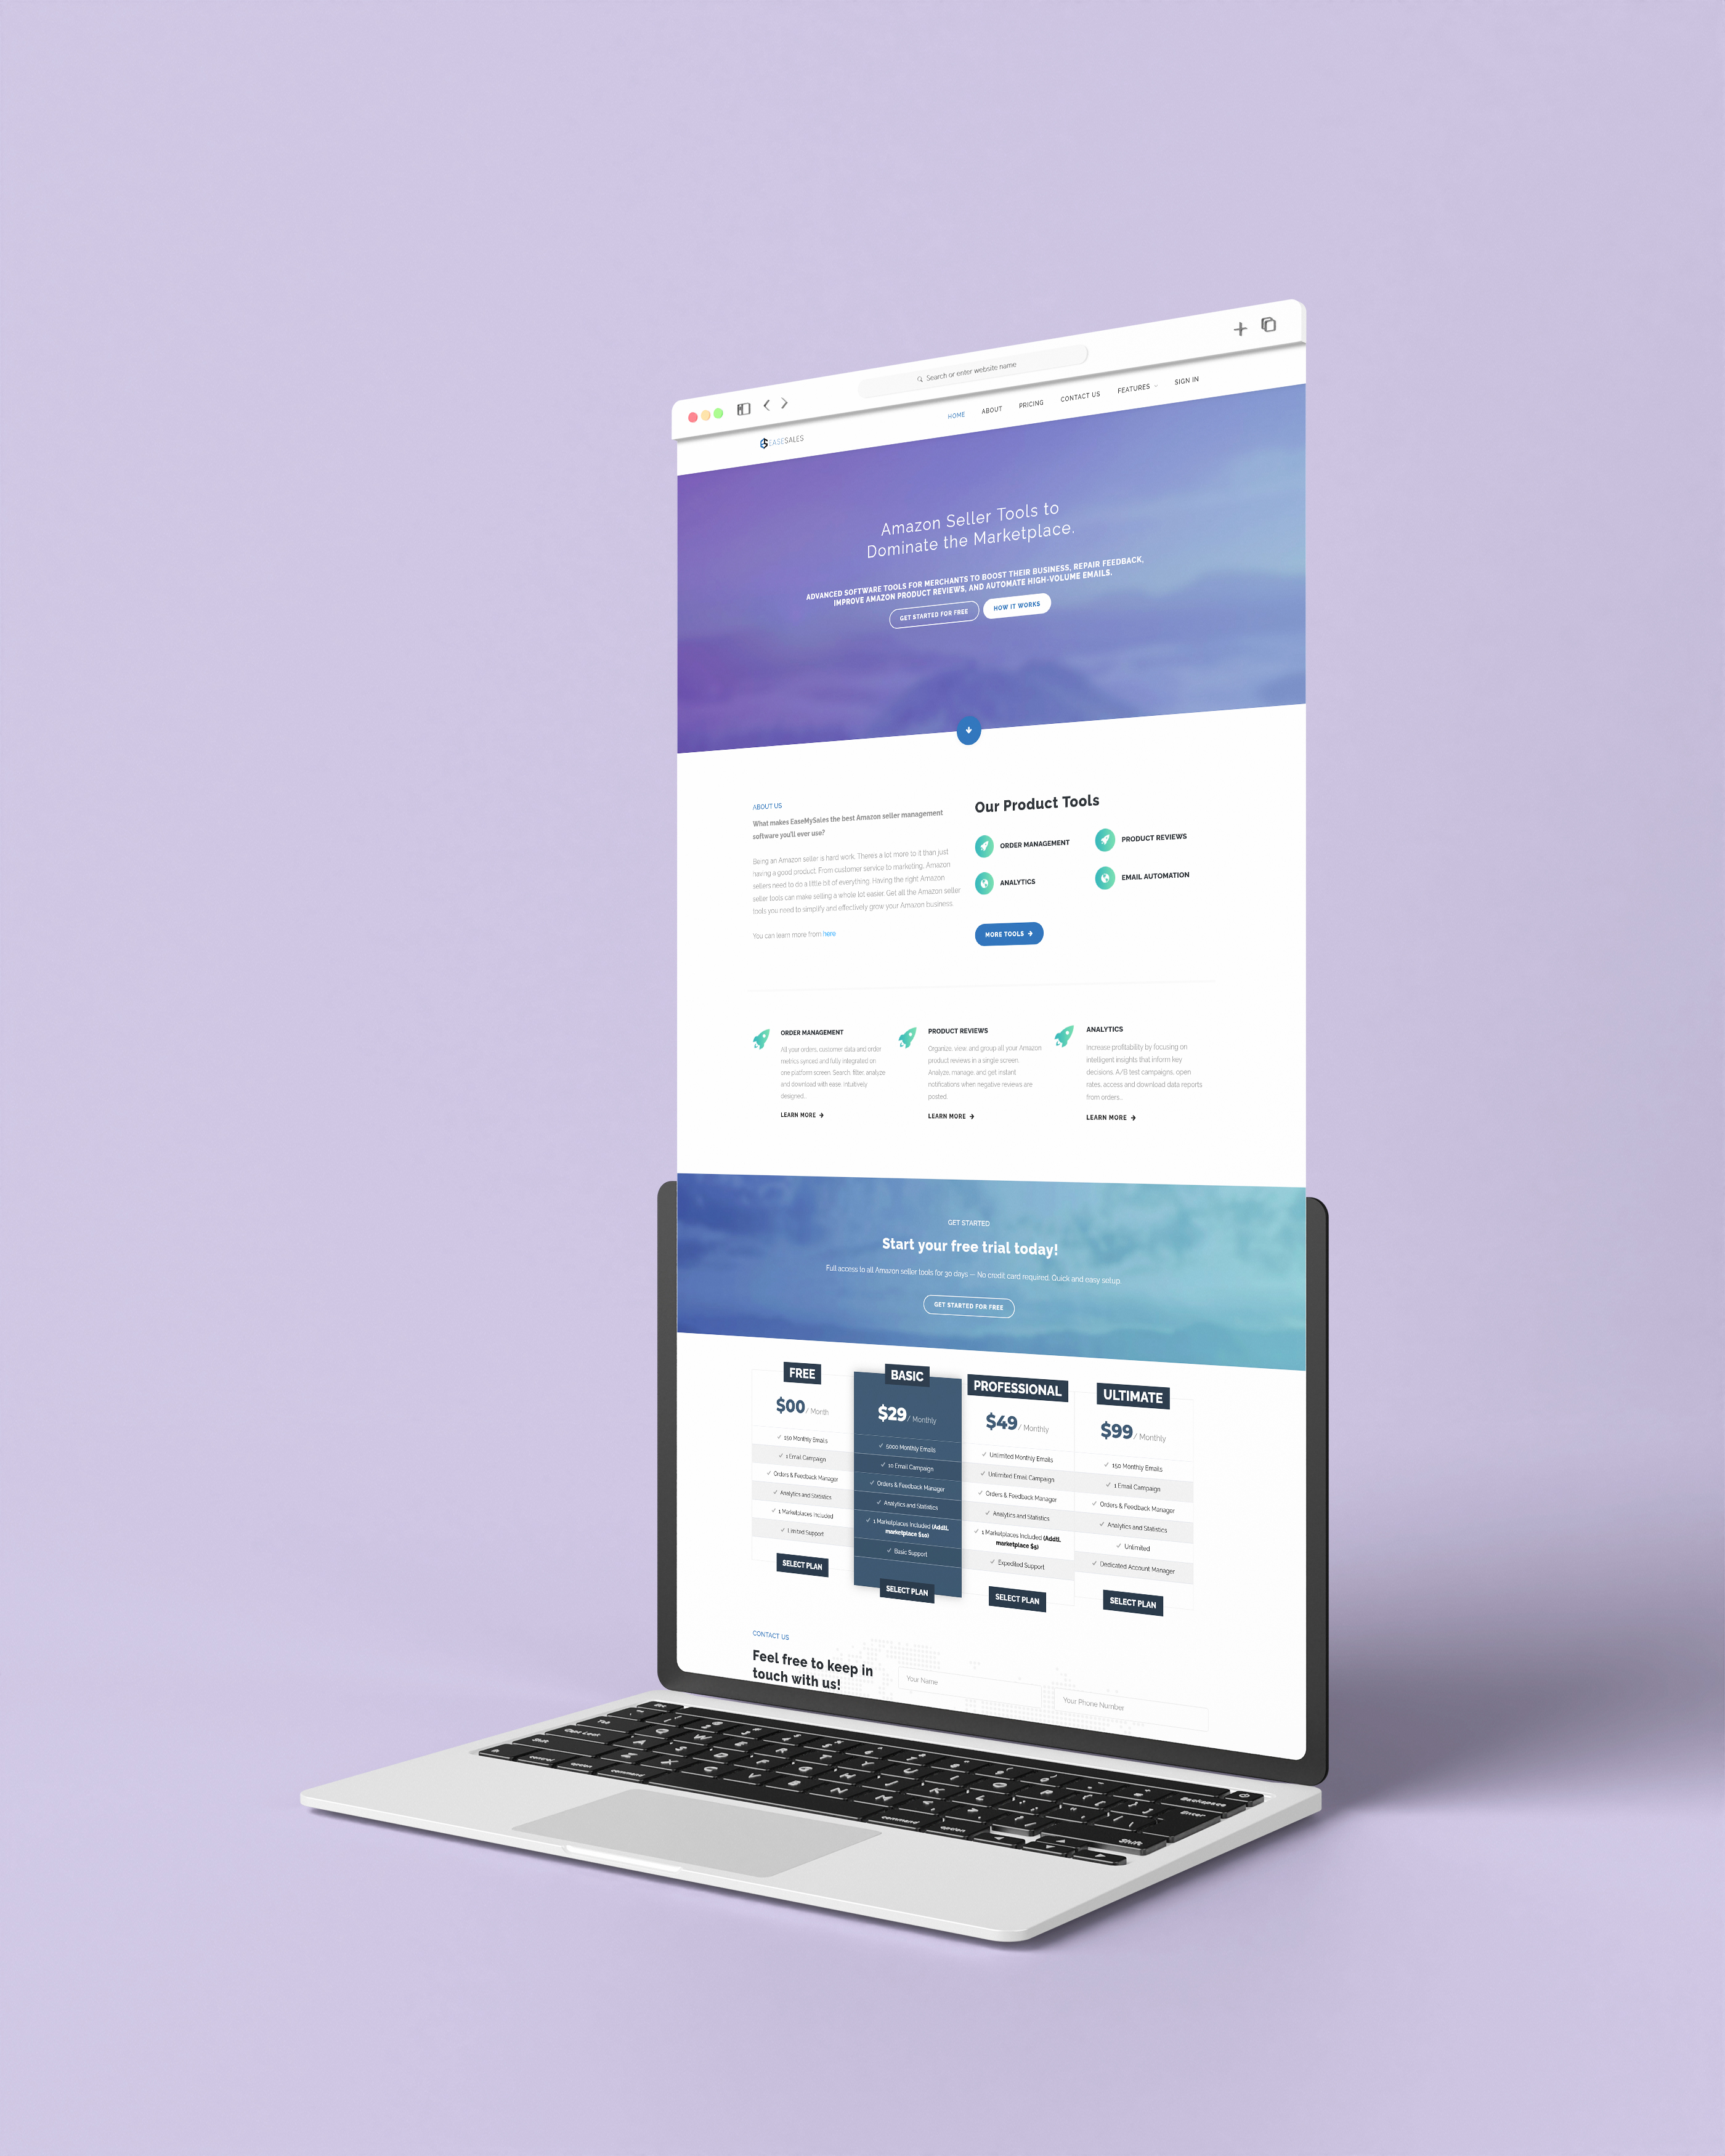 Search or enter website name
EASESALES
HOME ABOUT PRICING CONTACT US FEATURES SIGN IN
Amazon Seller Tools to
Dominate the Marketplace.
ADVANCED SOFTWARE TOOLS FOR MERCHANTS TO BOOST THEIR BUSINESS, REPAIR FEEDBACK,
IMPROVE AMAZON PRODUCT REVIEWS, AND AUTOMATE HIGH-VOLUME EMAILS.
GET STARTED FOR FREE HOW IT WORKS
ABOUT US
What makes EaseMySales the best Amazon seller management
software you'll ever use?
Being an Amazon seller is hard work. There's a lot more to it than just
having a good product. From customer service to marketing, Amazon
sellers need to do a little bit of everything. Having the right Amazon
seller tools can make selling a whole lot easier. Get all the Amazon seller
tools you need to simplify and effectively grow your Amazon business.
You can learn more from here
Our Product Tools
ORDER MANAGEMENT PRODUCT REVIEWS
ANALYTICS EMAIL AUTOMATION
MORE TOOLS
ORDER MANAGEMENT
All your orders, customer data and order
metrics synced and fully integrated on
one platform screen. Search, filter, analyze
and download with ease. Intuitively
designed...
LEARN MORE
PRODUCT REVIEWS
Organize, view, and group all your Amazon
product reviews in a single screen.
Analyze, manage, and get instant
notifications when negative reviews are
posted.
LEARN MORE
ANALYTICS
Increase profitability by focusing on
intelligent insights that inform key
decisions. A/B test campaigns, open
rates, access and download data reports
from orders...
LEARN MORE
GET STARTED
Start your free trial today!
Full access to all Amazon seller tools for 30 days — No credit card required. Quick and easy setup.
GET STARTED FOR FREE
FREE
$00/ Month
150 Monthly Emails
1 Email Campaign
Orders & Feedback Manager
Analytics and Statistics
1 Marketplaces Included
Limited Support
SELECT PLAN
BASIC
$29/ Monthly
5000 Monthly Emails
10 Email Campaign
Orders & Feedback Manager
Analytics and Statistics
1 Marketplaces Included (Addtl.
marketplace $10)
Basic Support
SELECT PLAN
PROFESSIONAL
$49/ Monthly
Unlimited Monthly Emails
Unlimited Email Campaign
Orders & Feedback Manager
Analytics and Statistics
1 Marketplaces Included (Addtl.
marketplace $5)
Expedited Support
SELECT PLAN
ULTIMATE
$99/ Monthly
150 Monthly Emails
1 Email Campaign
Orders & Feedback Manager
Analytics and Statistics
Unlimited
Dedicated Account Manager
SELECT PLAN
CONTACT US
Feel free to keep in
touch with us!
Your Name
Your Phone Number
Backspace
Enter
Shift
command option